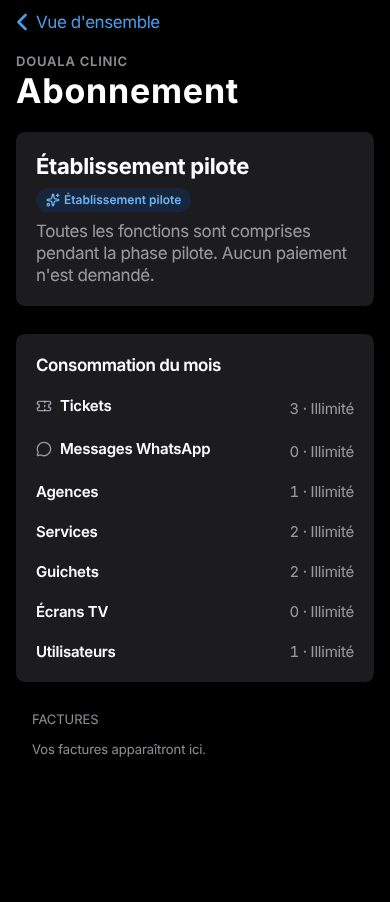 Vue d'ensemble
DOUALA CLINIC
Abonnement
Établissement pilote
Établissement pilote
Toutes les fonctions sont comprises
pendant la phase pilote. Aucun paiement
n'est demandé.
Consommation du mois
Tickets 3 · Illimité
Messages WhatsApp 0 · Illimité
Agences 1 · Illimité
Services 2 · Illimité
Guichets 2 · Illimité
Écrans TV 0 · Illimité
Utilisateurs 1 · Illimité
FACTURES
Vos factures apparaîtront ici.